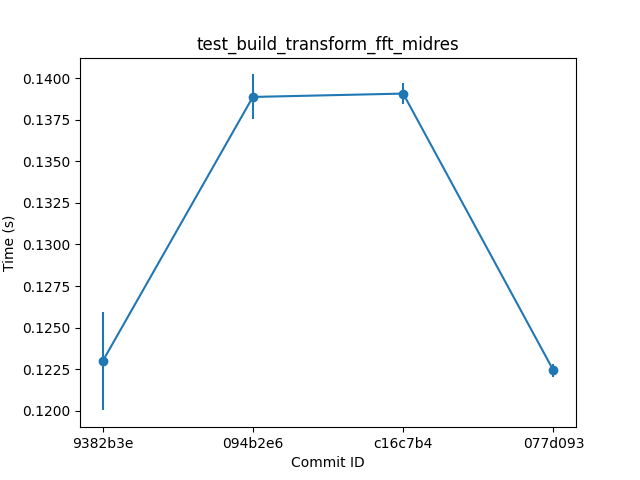 test_build_transform_fft_midres
0.1400
0.1375
0.1350
0.1325
0.1300
0.1275
0.1250
0.1225
0.1200
Time (s)
9382b3e 094b2e6 c16c7b4 077d093
Commit ID